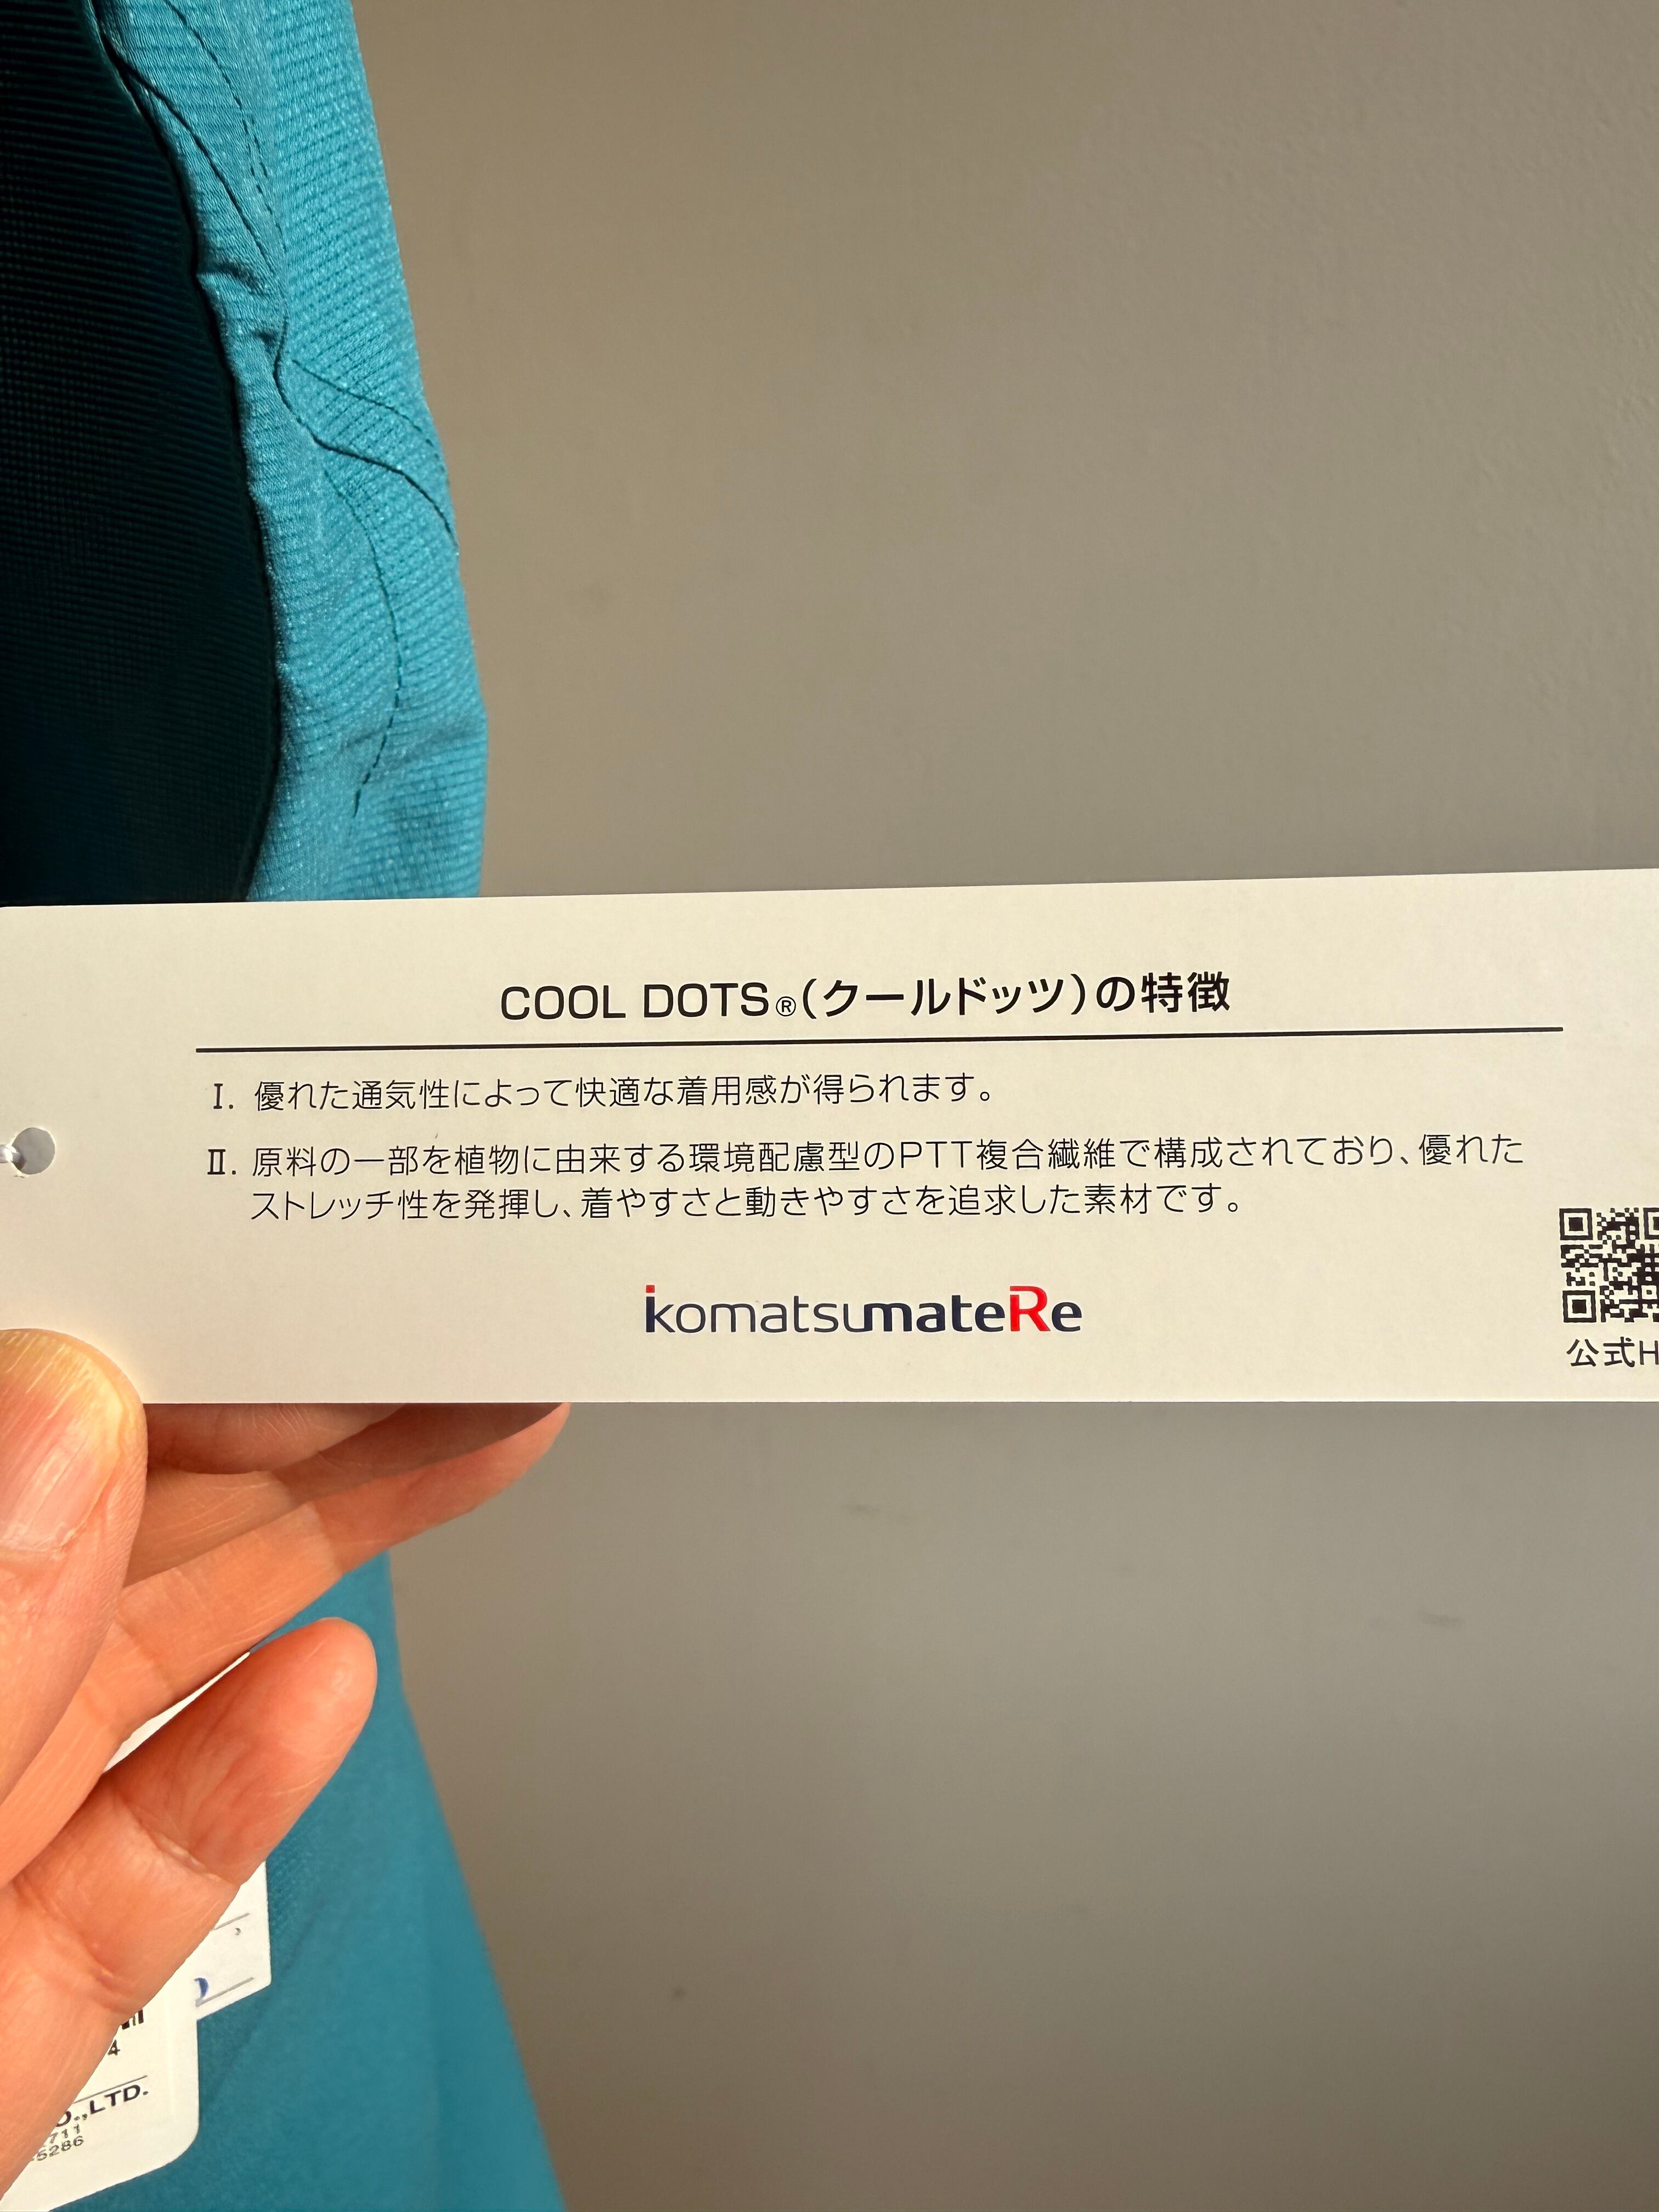 COOL DOTS®(クールドッツ)の特徴
Ⅰ. 優れた通気性によって快適な着用感が得られます。
Ⅱ. 原料の一部を植物に由来する環境配慮型のPTT複合繊維で構成されており、優れた
ストレッチ性を発揮し、着やすさと動きやすさを追求した素材です。
komatsumateRe
公式H
4
O.,LTD.
711
-5286